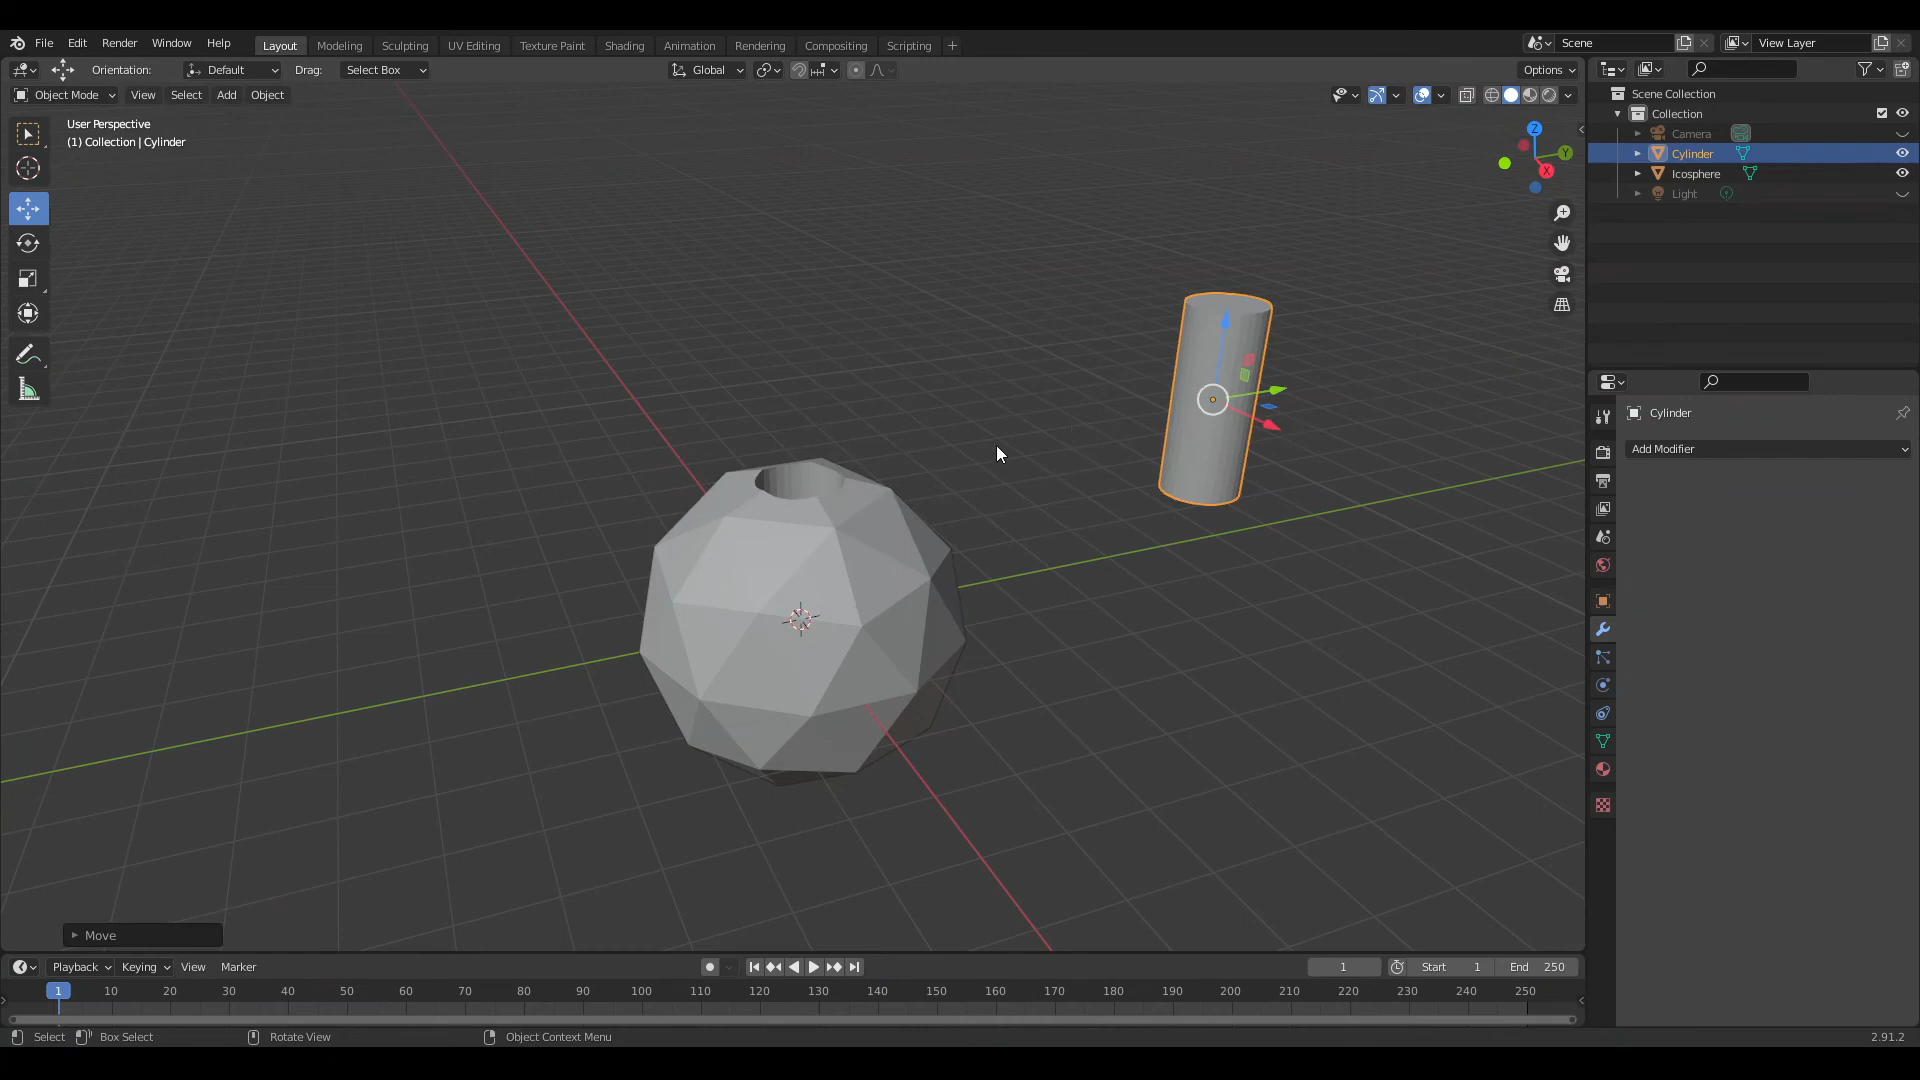 File Edit Render Window Help Layout Modeling Sculpting UV Editing Texture Paint Shading Animation Rendering Compositing Scripting + Scene View Layer
Orientation: Default Drag: Select Box Global Options
Object Mode View Select Add Object
User Perspective
(1) Collection | Cylinder
Z
Y
X
Scene Collection
Collection
Camera
Cylinder
Icosphere
Light
Cylinder
Add Modifier
Move
Playback Keying View Marker 1 Start 1 End 250
1 10 20 30 40 50 60 70 80 90 100 110 120 130 140 150 160 170 180 190 200 210 220 230 240 250
Select Box Select Rotate View Object Context Menu 2.91.2